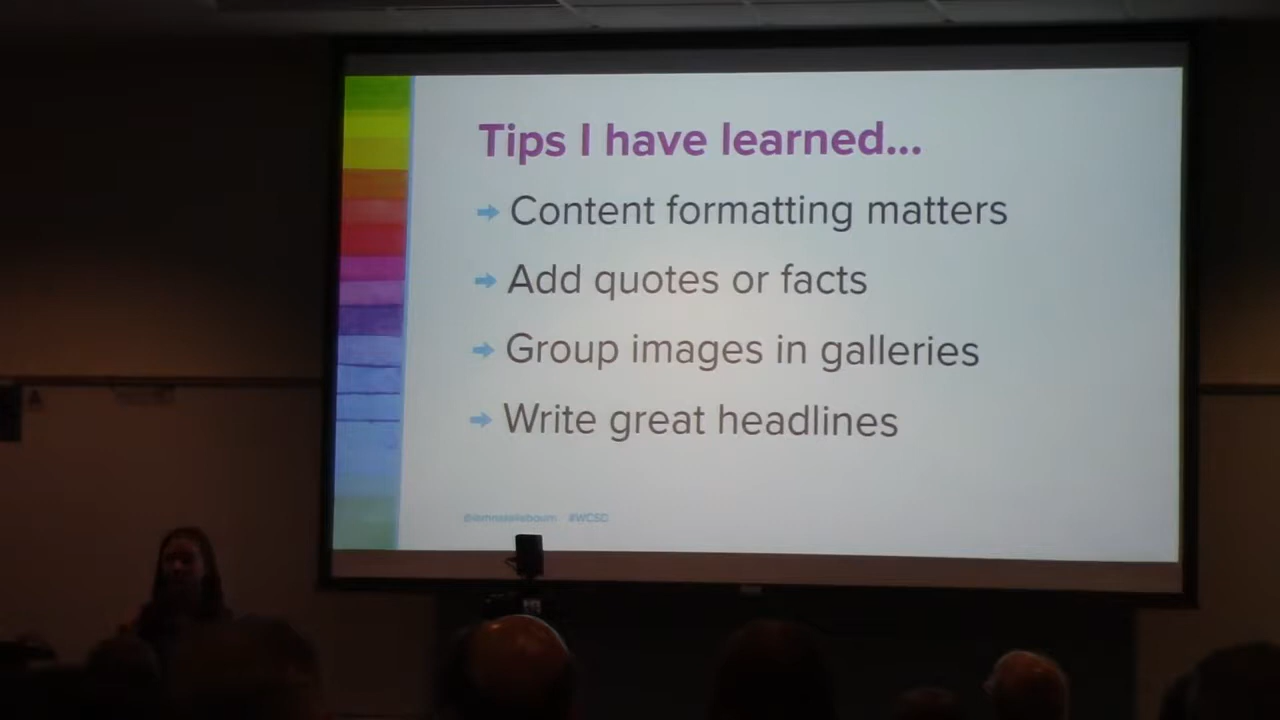 Tips I have learned...
Content formatting matters
Add quotes or facts
Group images in galleries
Write great headlines
#WCSD